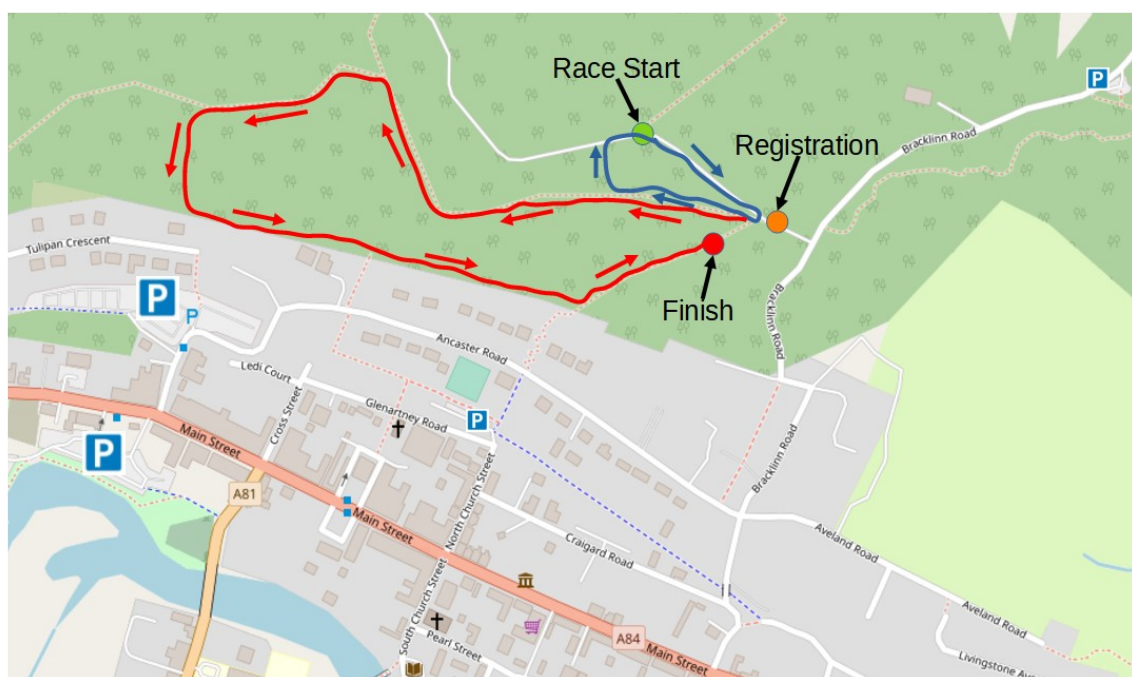 Race Start
P
Bracklinn Road
Registration
Tulipan Crescent
P
P
Finish
Bracklinn Road
Ancaster Road
Ledi Court
Cross Street
Glenartney Road
P
Main Street
P
Bracklinn Road
A81
North Church Street
Main Street
Craigard Road
Aveland Road
South Church Street
A84
Main Street
Aveland Road
Pearl Street
Livingstone Ave